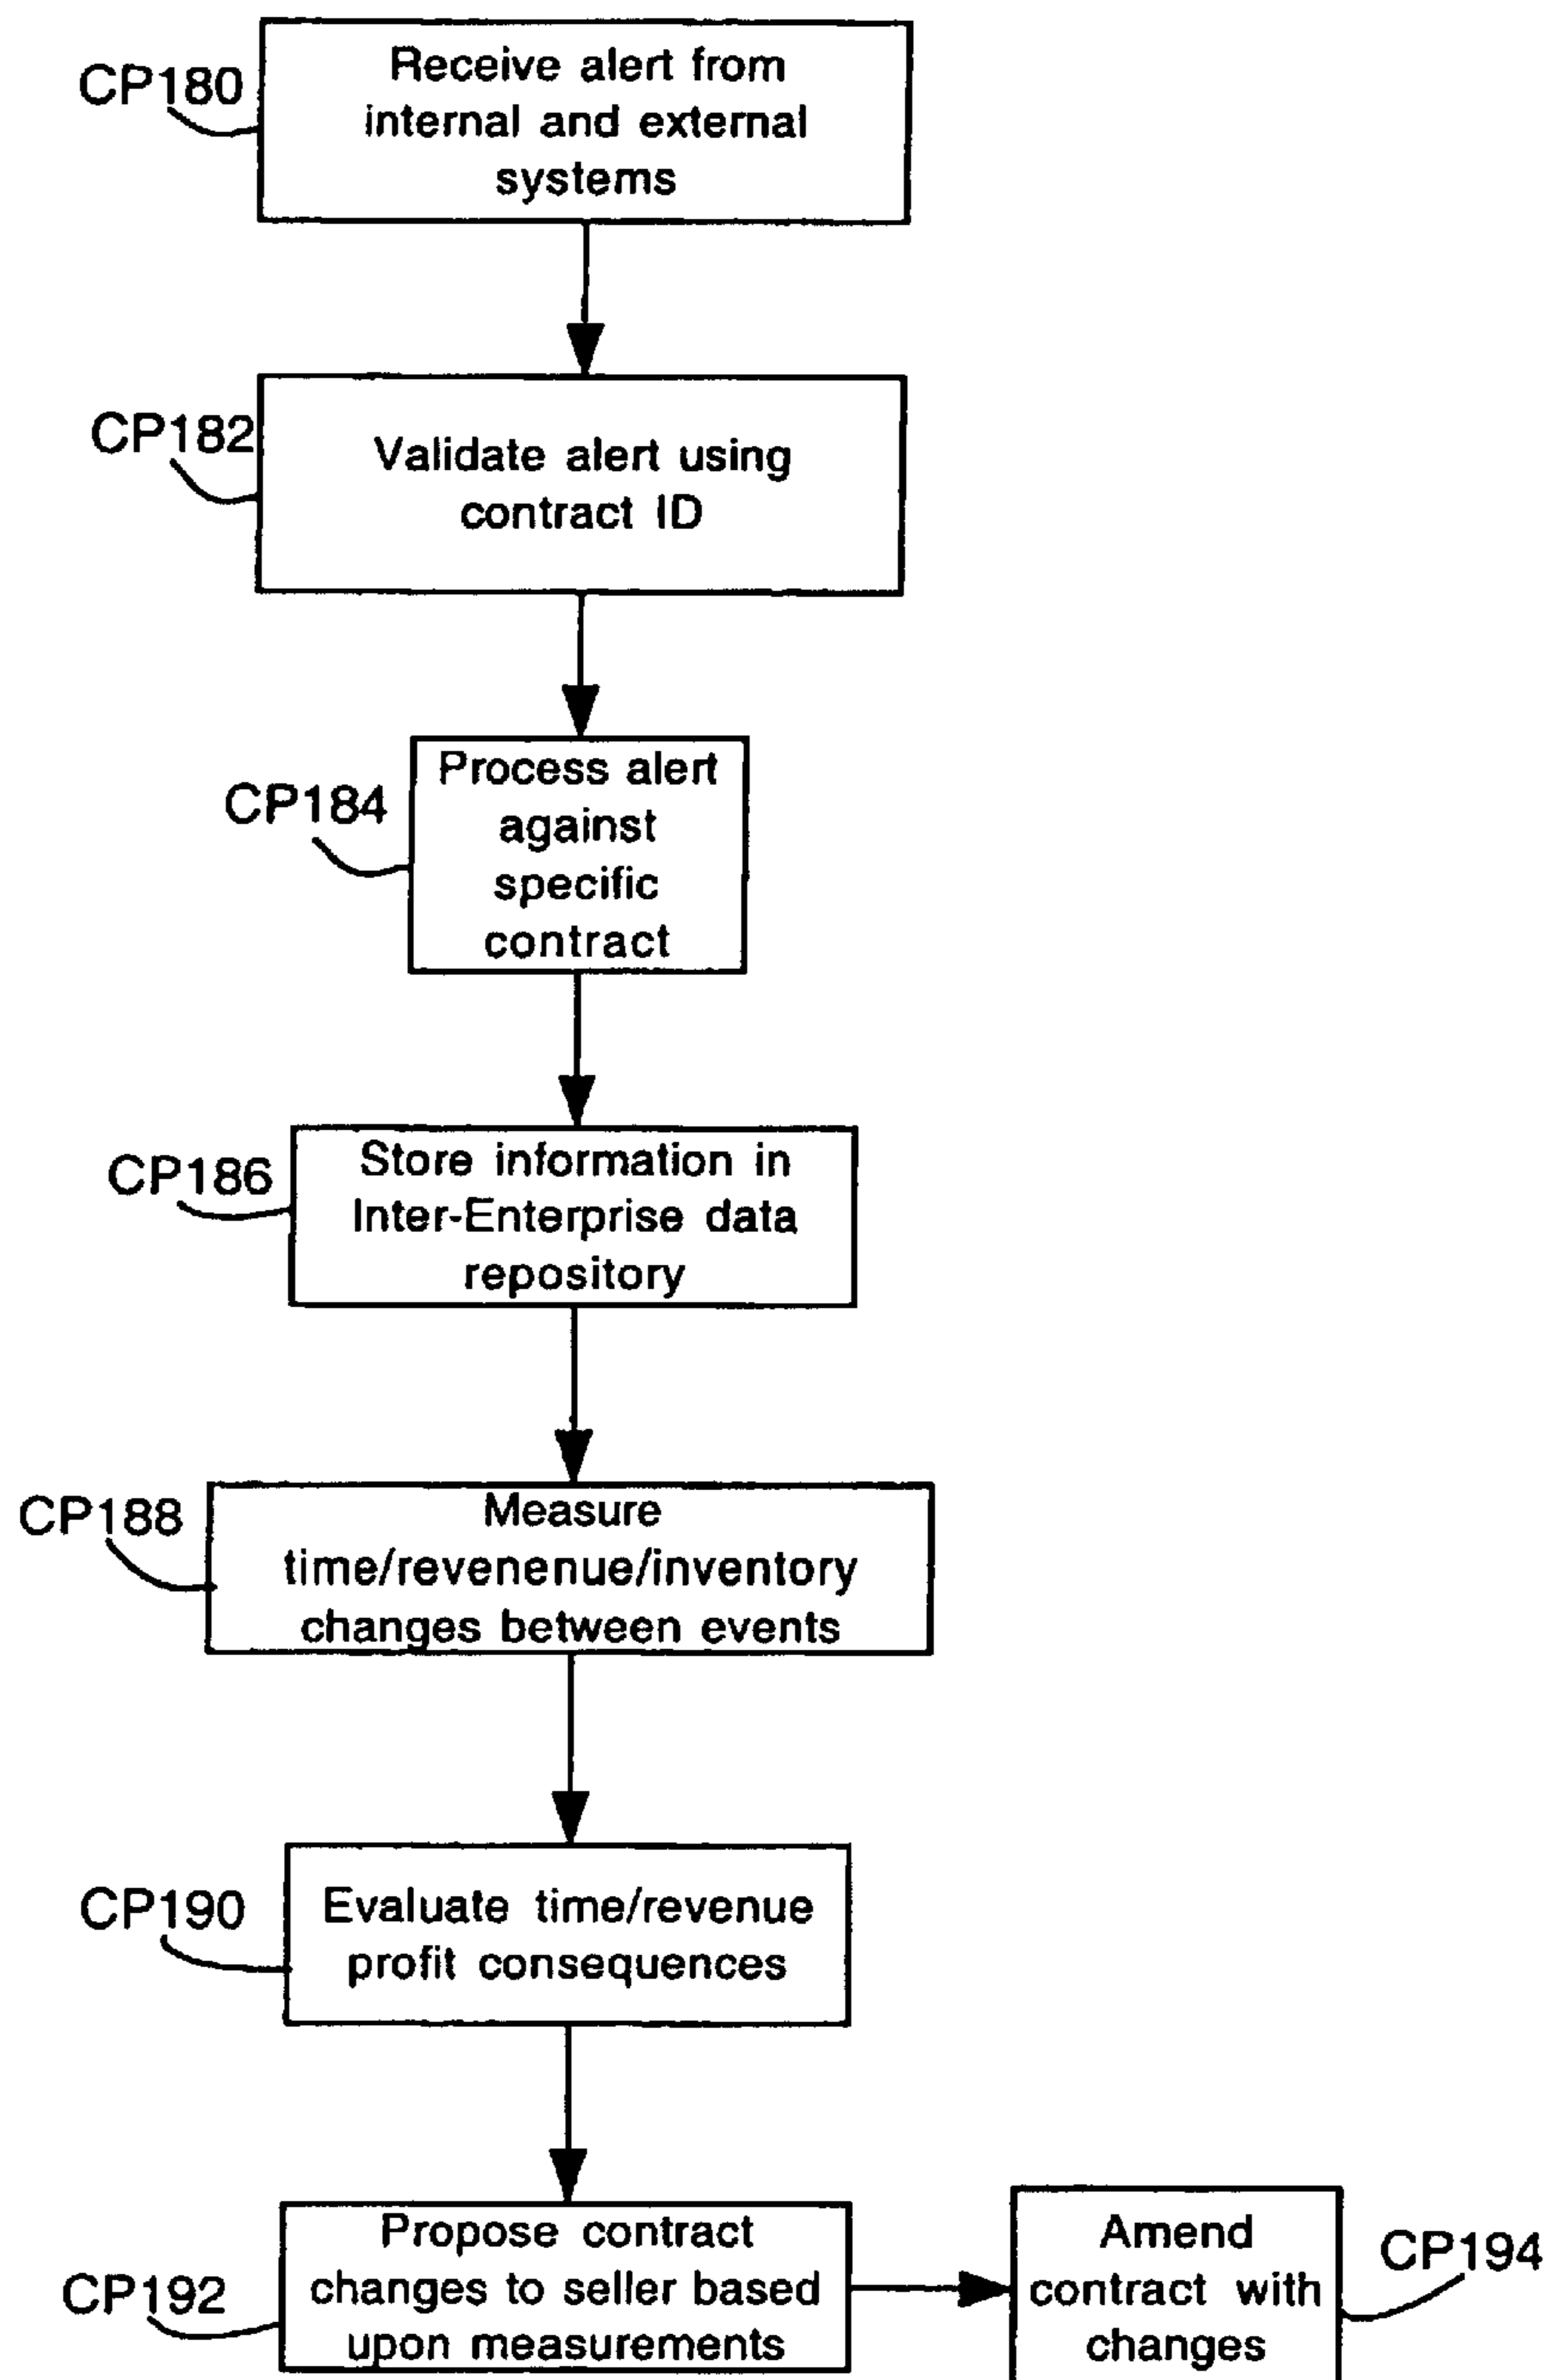 CP180
Receive alert from
internal and external
systems
CP182
Validate alert using
contract ID
CP184
Process alert
against
specific
contract
CP186
Store information in
Inter-Enterprise data
repository
CP188
Measure
time/revenenue/inventory
changes between events
CP190
Evaluate time/revenue
profit consequences
CP192
Propose contract
changes to seller based
upon measurements
Amend
contract with
changes
CP194